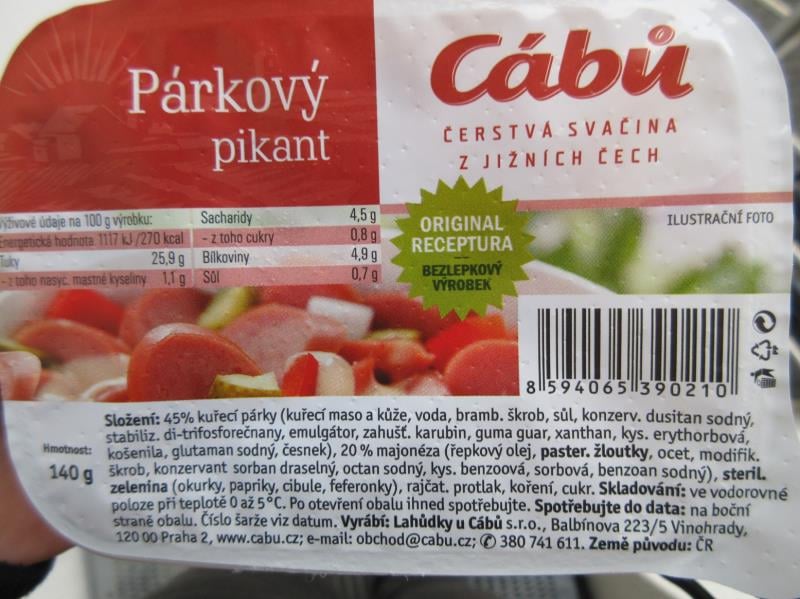 Párkový
pikant
Cábů
ČERSTVÁ SVAČINA
Z JIŽNÍCH ČECH
Výživové údaje na 100 g výrobku:
Energetická hodnota 1117 kJ /270 kcal
Tuky 25,9 g
- z toho nasyc. mastné kyseliny 1,1 g
Sacharidy 4,5 g
- z toho cukry 0,8 g
Bílkoviny 4,9 g
Sůl 0,7 g
ORIGINAL
RECEPTURA
BEZLEPKOVÝ
VÝROBEK
ILUSTRAČNÍ FOTO
8 594065 390210
Hmotnost:
140 g
Složení: 45% kuřecí párky (kuřecí maso a kůže, voda, bramb. škrob, sůl, konzerv. dusitan sodný,
stabiliz. di-trifosforečnany, emulgátor, zahušť. karubin, guma guar, xanthan, kys. erythorbová,
košenila, glutaman sodný, česnek), 20 % majonéza (řepkový olej, paster. žloutky, ocet, modifik.
škrob, konzervant sorban draselný, octan sodný, kys. benzoová, sorbová, benzoan sodný), steril.
zelenina (okurky, papriky, cibule, feferonky), rajčat. protlak, koření, cukr. Skladování: ve vodorovné
poloze při teplotě 0 až 5°C. Po otevření obalu ihned spotřebujte. Spotřebujte do data: na boční
straně obalu. Číslo šarže viz datum. Vyrábí: Lahůdky u Cábů s.r.o., Balbínova 223/5 Vinohrady,
120 00 Praha 2, www.cabu.cz; e-mail: obchod@cabu.cz; ✆ 380 741 611. Země původu: ČR